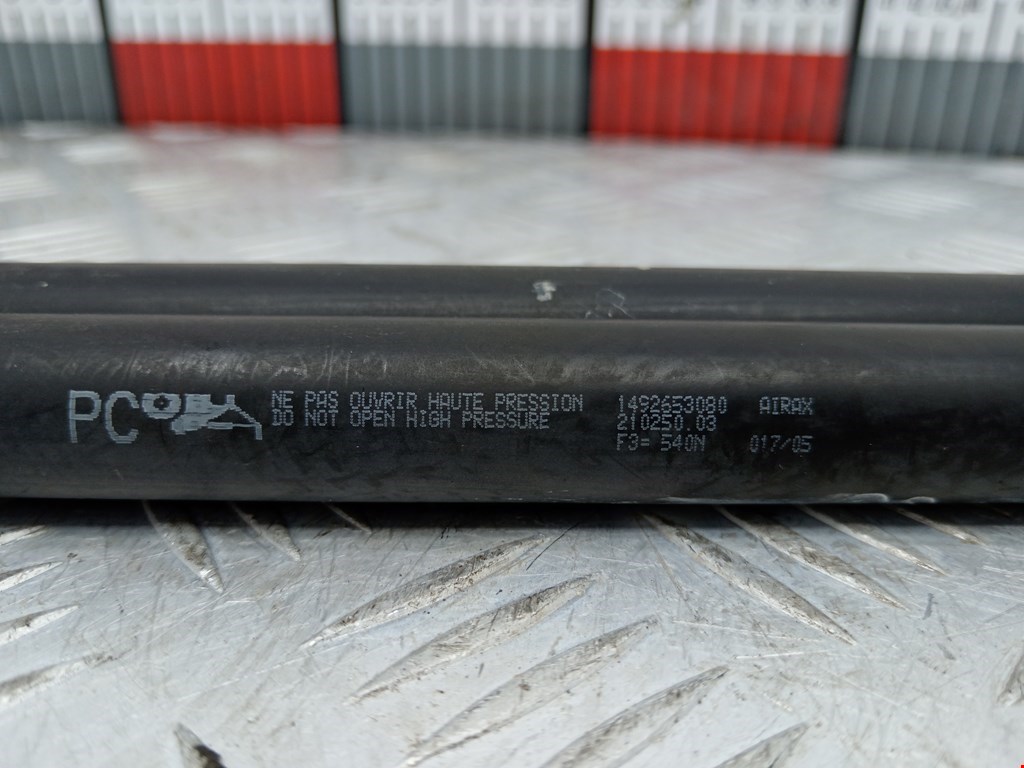 PC
NE PAS OUVRIR HAUTE PRESSION
DO NOT OPEN HIGH PRESSURE
1492653080 AIRAX
210250.03
F3= 540N 017/05